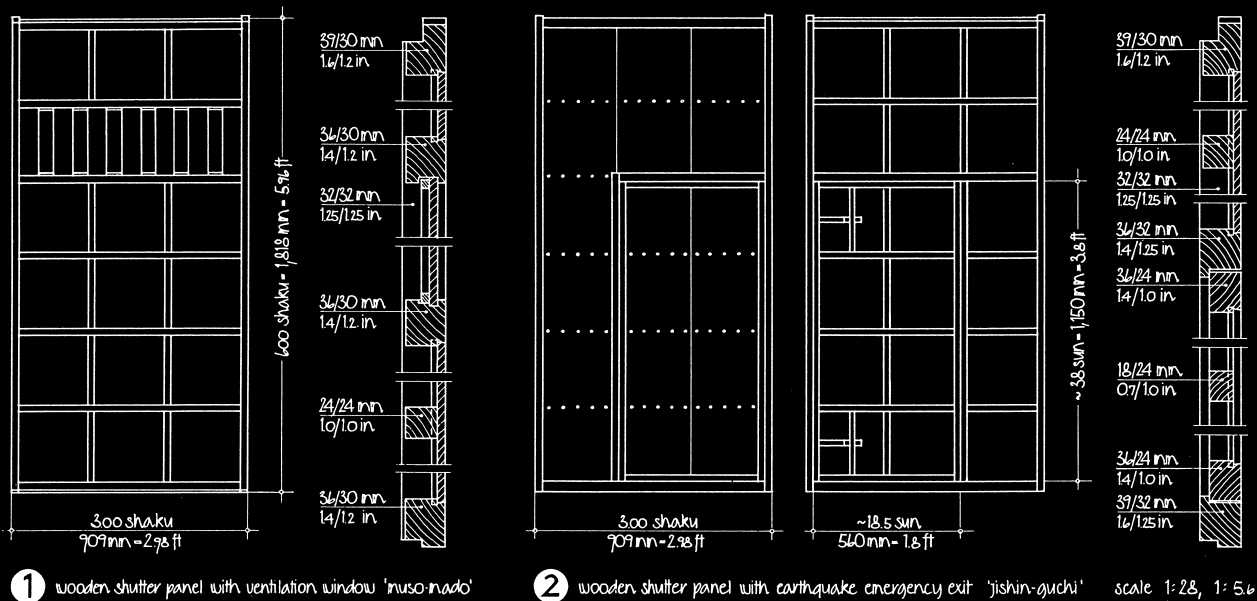 39/30 mm
1.6/1.2 in
36/30 mm
1.4/1.2 in
32/32 mm
1.25/1.25 in
36/30 mm
1.4/1.2 in
24/24 mm
1.0/1.0 in
36/30 mm
1.4/1.2 in
6.00 shaku = 1,818 mm = 5.96 ft
3.00 shaku
909 mm = 2.98 ft
3.00 shaku
909 mm = 2.98 ft
~18.5 sun
560 mm = 1.8 ft
~38 sun = 1,150 mm = 3.8 ft
39/30 mm
1.6/1.2 in
24/24 mm
1.0/1.0 in
32/32 mm
1.25/1.25 in
36/32 mm
1.4/1.25 in
36/24 mm
1.4/1.0 in
18/24 mm
0.7/1.0 in
36/24 mm
1.4/1.0 in
39/32 mm
1.6/1.25 in
1 wooden shutter panel with ventilation window 'muso-mado'
2 wooden shutter panel with earthquake emergency exit 'jishin-guchi' scale 1:28, 1:5.6